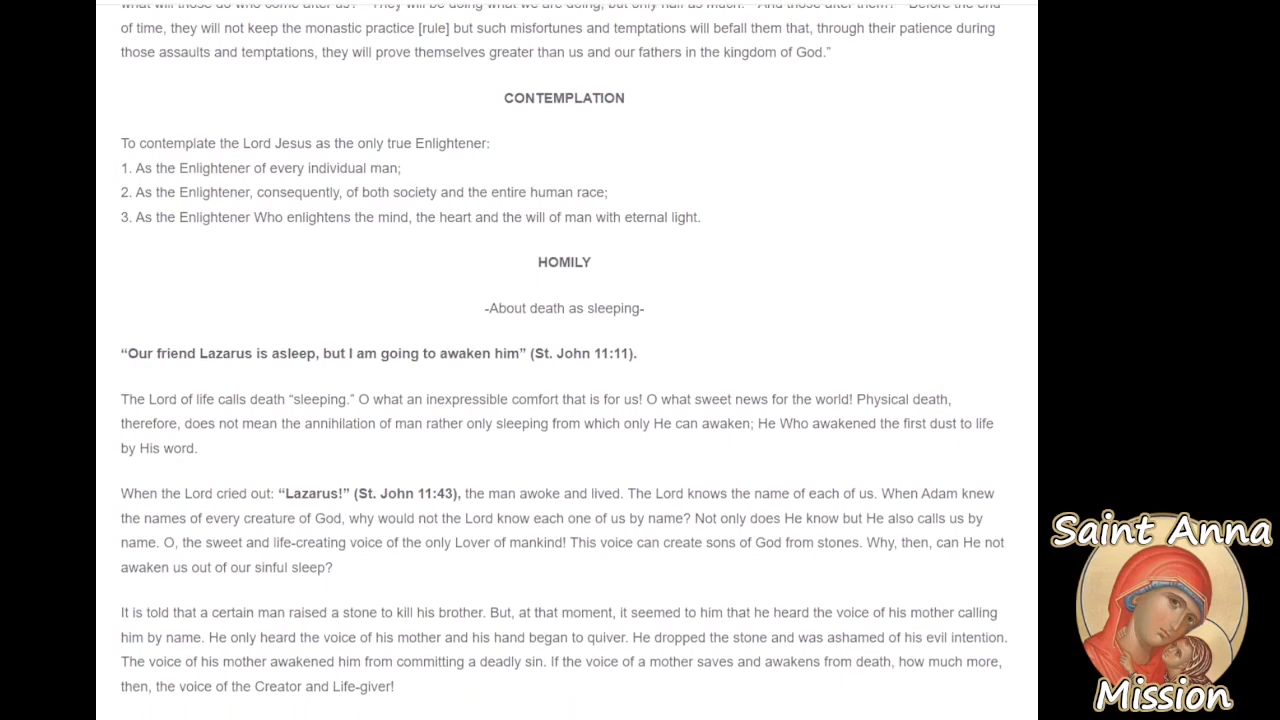 what will those do who come after us?" "They will be doing what we are doing, but only half as much." "And those after them?" "Before the end
of time, they will not keep the monastic practice [rule] but such misfortunes and temptations will befall them that, through their patience during
those assaults and temptations, they will prove themselves greater than us and our fathers in the kingdom of God.”
CONTEMPLATION
To contemplate the Lord Jesus as the only true Enlightener:
1. As the Enlightener of every individual man;
2. As the Enlightener, consequently, of both society and the entire human race;
3. As the Enlightener Who enlightens the mind, the heart and the will of man with eternal light.
HOMILY
-About death as sleeping-
“Our friend Lazarus is asleep, but I am going to awaken him” (St. John 11:11).
The Lord of life calls death “sleeping.” O what an inexpressible comfort that is for us! O what sweet news for the world! Physical death,
therefore, does not mean the annihilation of man rather only sleeping from which only He can awaken; He Who awakened the first dust to life
by His word.
When the Lord cried out: “Lazarus!” (St. John 11:43), the man awoke and lived. The Lord knows the name of each of us. When Adam knew
the names of every creature of God, why would not the Lord know each one of us by name? Not only does He know but He also calls us by
name. O, the sweet and life-creating voice of the only Lover of mankind! This voice can create sons of God from stones. Why, then, can He not
awaken us out of our sinful sleep?
It is told that a certain man raised a stone to kill his brother. But, at that moment, it seemed to him that he heard the voice of his mother calling
him by name. He only heard the voice of his mother and his hand began to quiver. He dropped the stone and was ashamed of his evil intention.
The voice of his mother awakened him from committing a deadly sin. If the voice of a mother saves and awakens from death, how much more,
then, the voice of the Creator and Life-giver!
Saint Anna
Mission